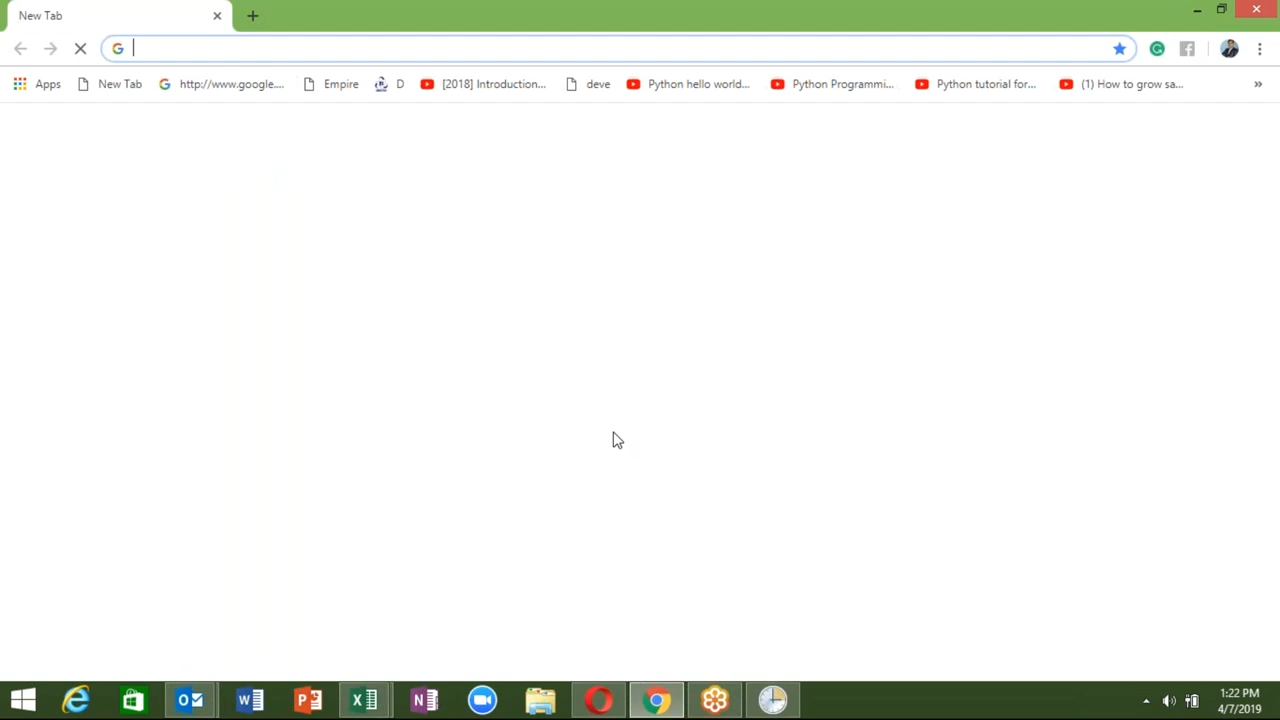 New Tab
Apps New Tab http://www.google.... Empire D [2018] Introduction... deve Python hello world... Python Programmi... Python tutorial for... (1) How to grow sa... »
1:22 PM
4/7/2019